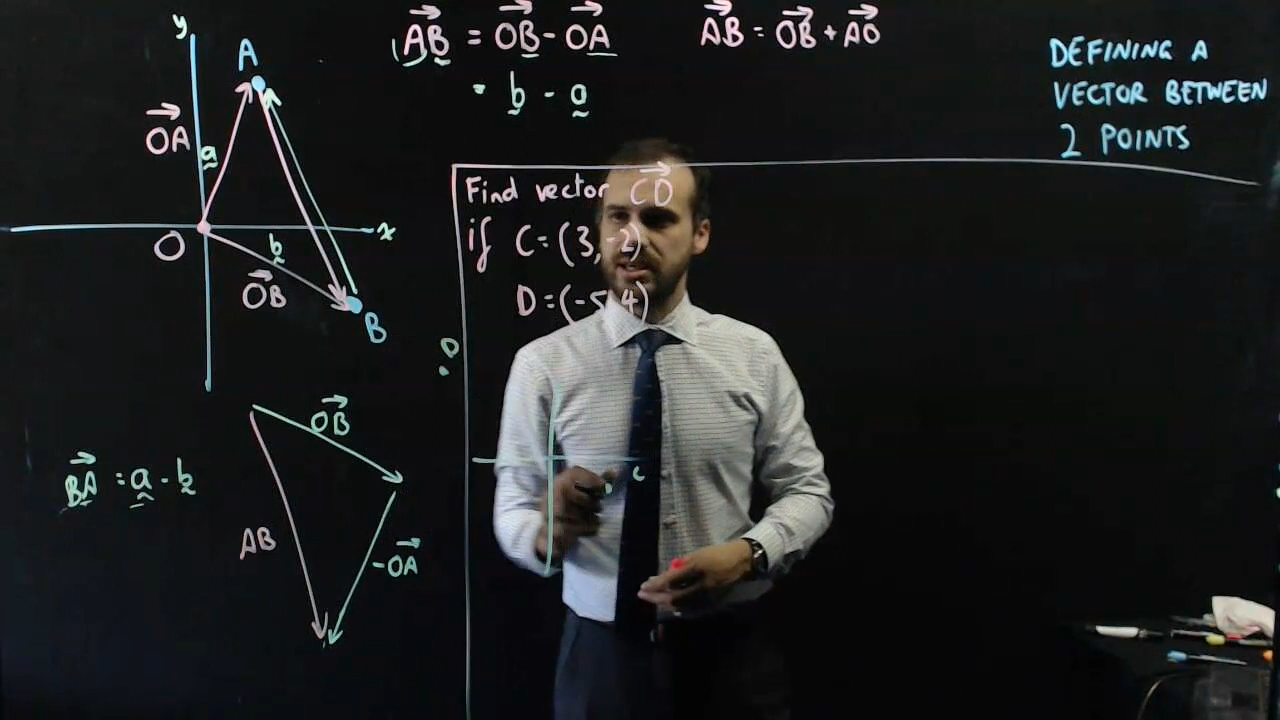 AB = OB - OA
= b - a
AB = OB + AO
DEFINING A
VECTOR BETWEEN
2 POINTS
y
A
OA
a
O
x
b
OB
B
Find vector CD
if C = (3, -2)
D = (-5, 4)
D
C
OB
BA = a - b
AB
-OA